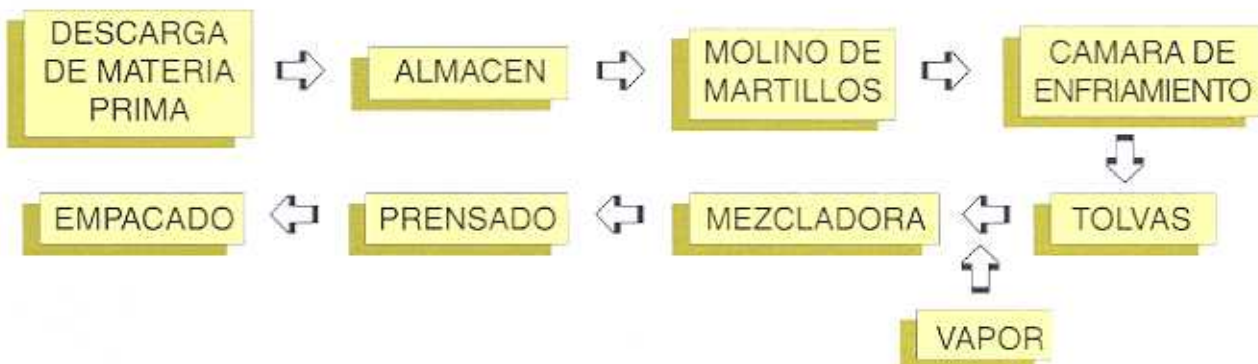 DESCARGA
DE MATERIA
PRIMA
ALMACEN
MOLINO DE
MARTILLOS
CAMARA DE
ENFRIAMIENTO
EMPACADO
PRENSADO
MEZCLADORA
TOLVAS
VAPOR